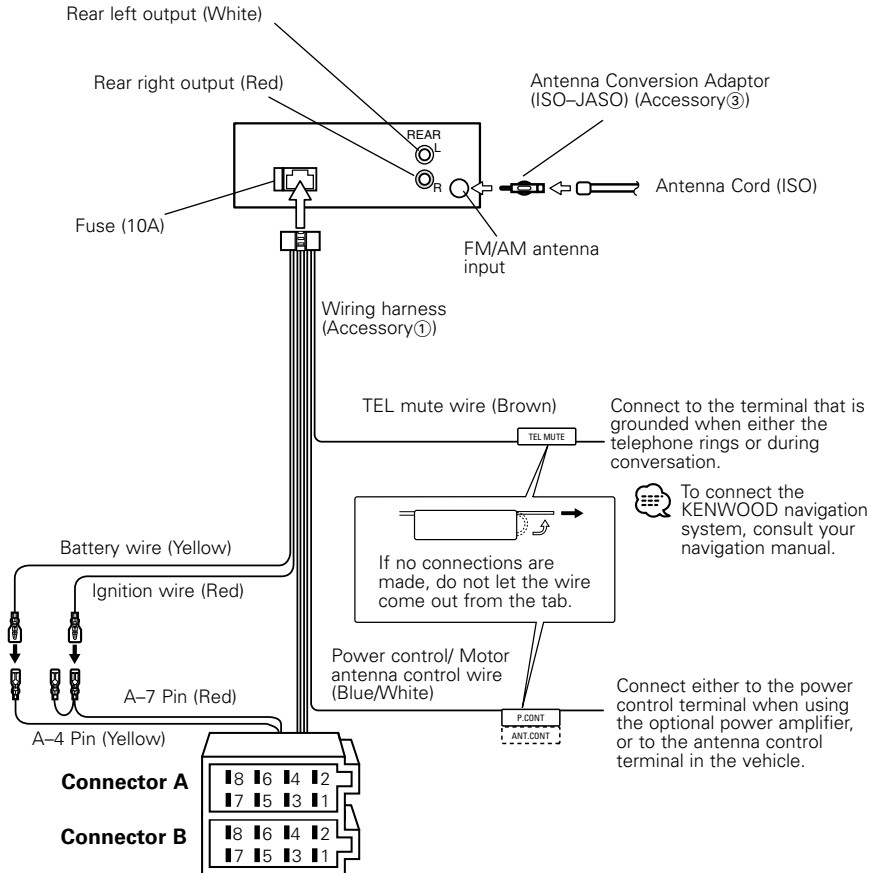 Rear left output (White)
Rear right output (Red)
Antenna Conversion Adaptor
(ISO–JASO) (Accessory③)
REAR
L
R
Antenna Cord (ISO)
Fuse (10A)
FM/AM antenna
input
Wiring harness
(Accessory①)
TEL mute wire (Brown)
TEL MUTE
Connect to the terminal that is
grounded when either the
telephone rings or during
conversation.
To connect the
KENWOOD navigation
system, consult your
navigation manual.
If no connections are
made, do not let the wire
come out from the tab.
Battery wire (Yellow)
Ignition wire (Red)
Power control/ Motor
antenna control wire
(Blue/White)
P.CONT
ANT.CONT
Connect either to the power
control terminal when using
the optional power amplifier,
or to the antenna control
terminal in the vehicle.
A–7 Pin (Red)
A–4 Pin (Yellow)
Connector A
8 6 4 2
7 5 3 1
Connector B
8 6 4 2
7 5 3 1